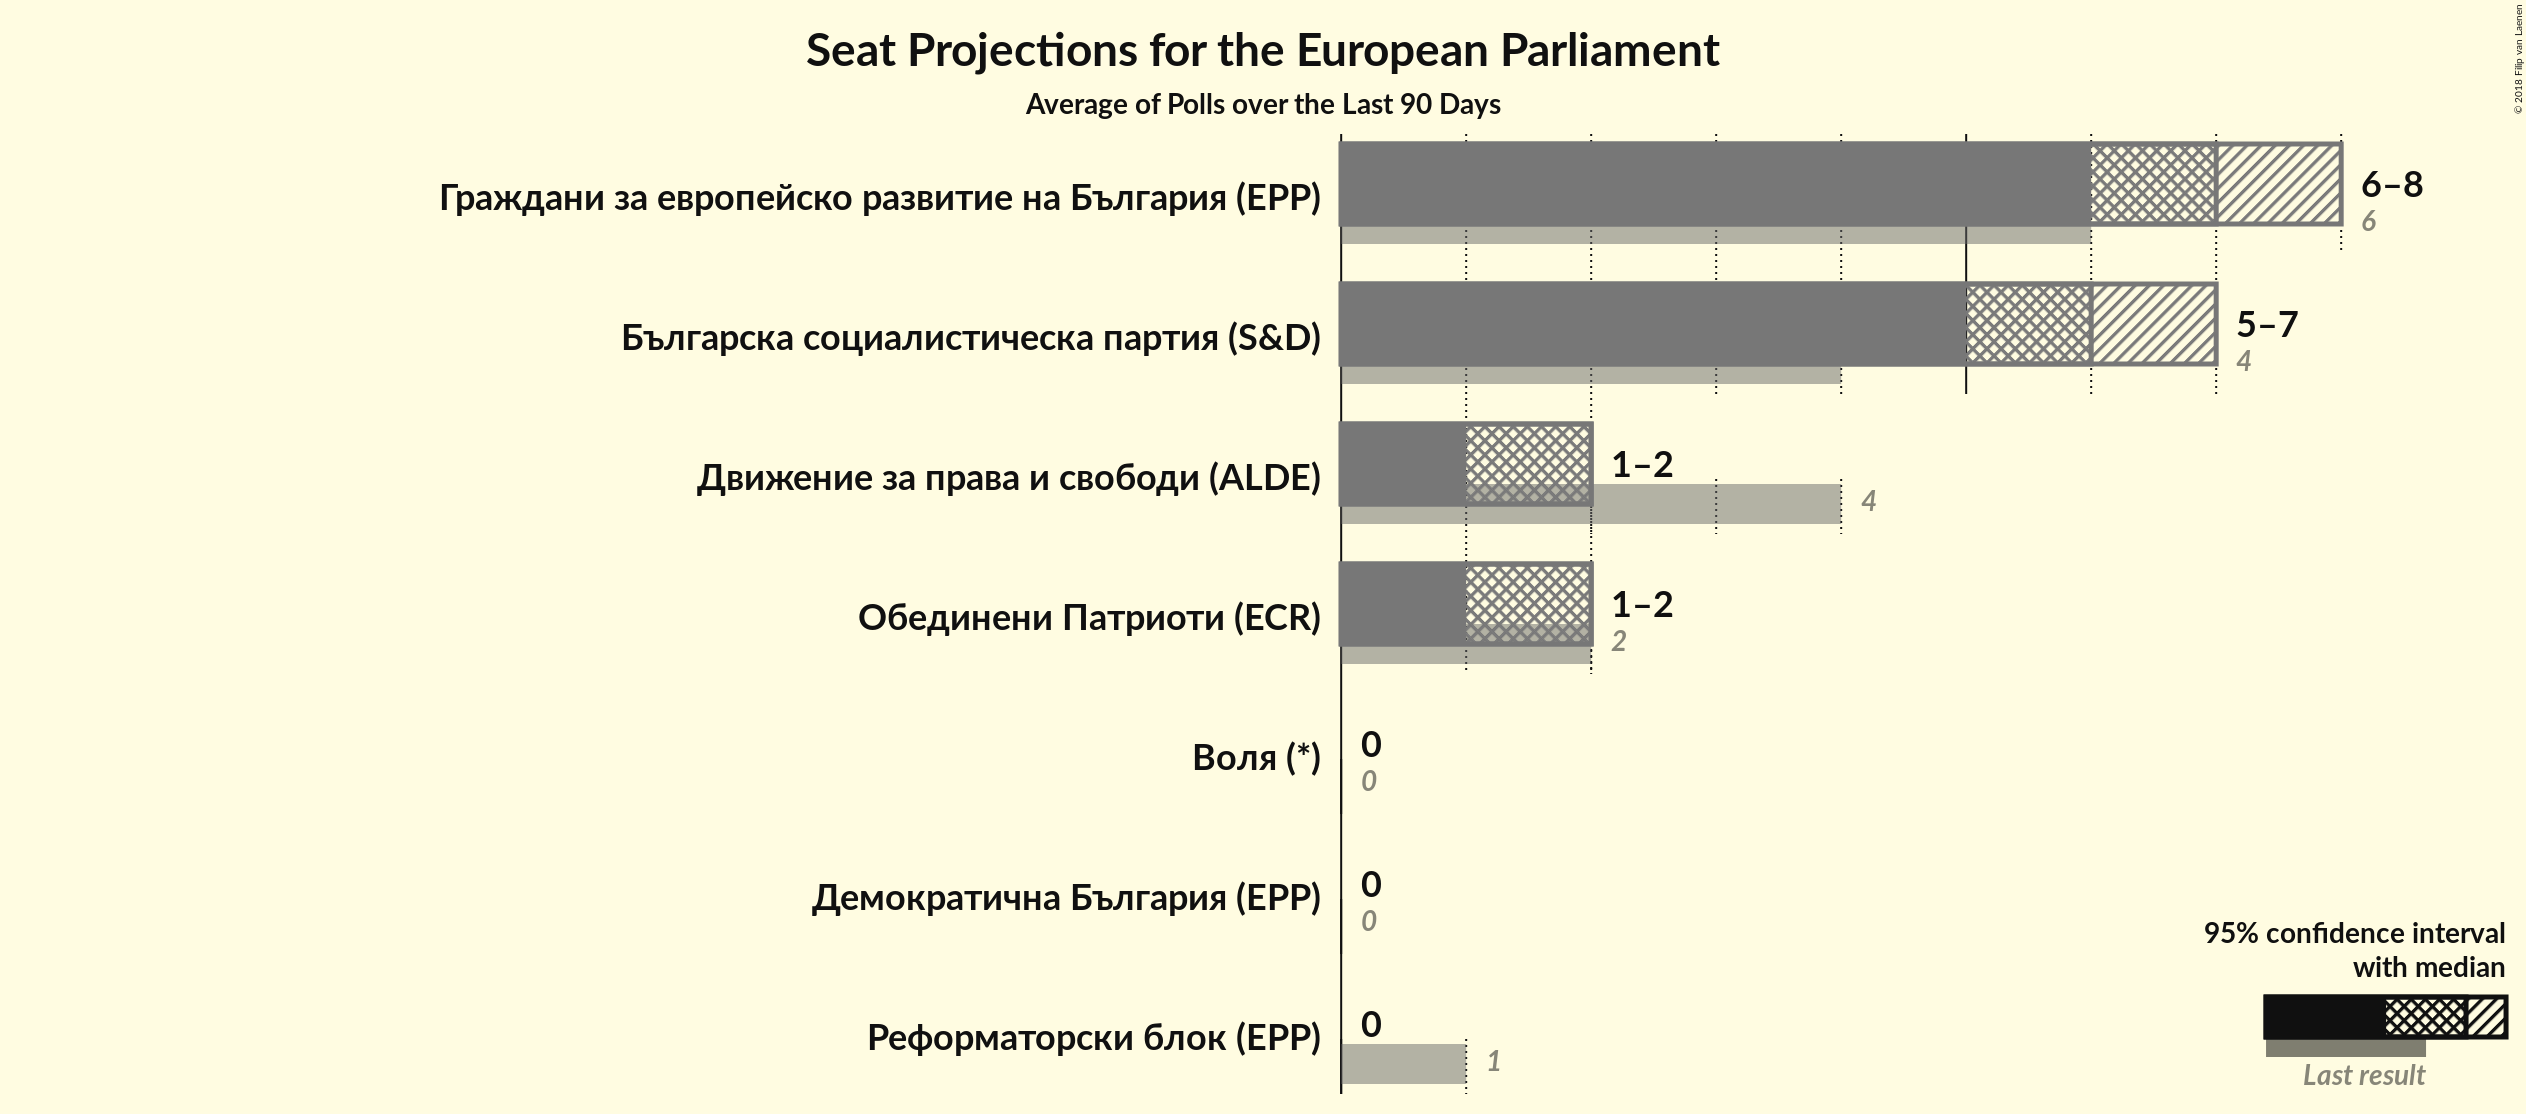 Seat Projections for the European Parliament
Average of Polls over the Last 90 Days
© 2018 Filip van Laenen
Граждани за европейско развитие на България (EPP)
6–8
6
Българска социалистическа партия (S&D)
5–7
4
Движение за права и свободи (ALDE)
1–2
4
Обединени Патриоти (ECR)
1–2
2
Воля (*)
0
0
Демократична България (EPP)
0
0
Реформаторски блок (EPP)
0
1
95% confidence interval
with median
Last result